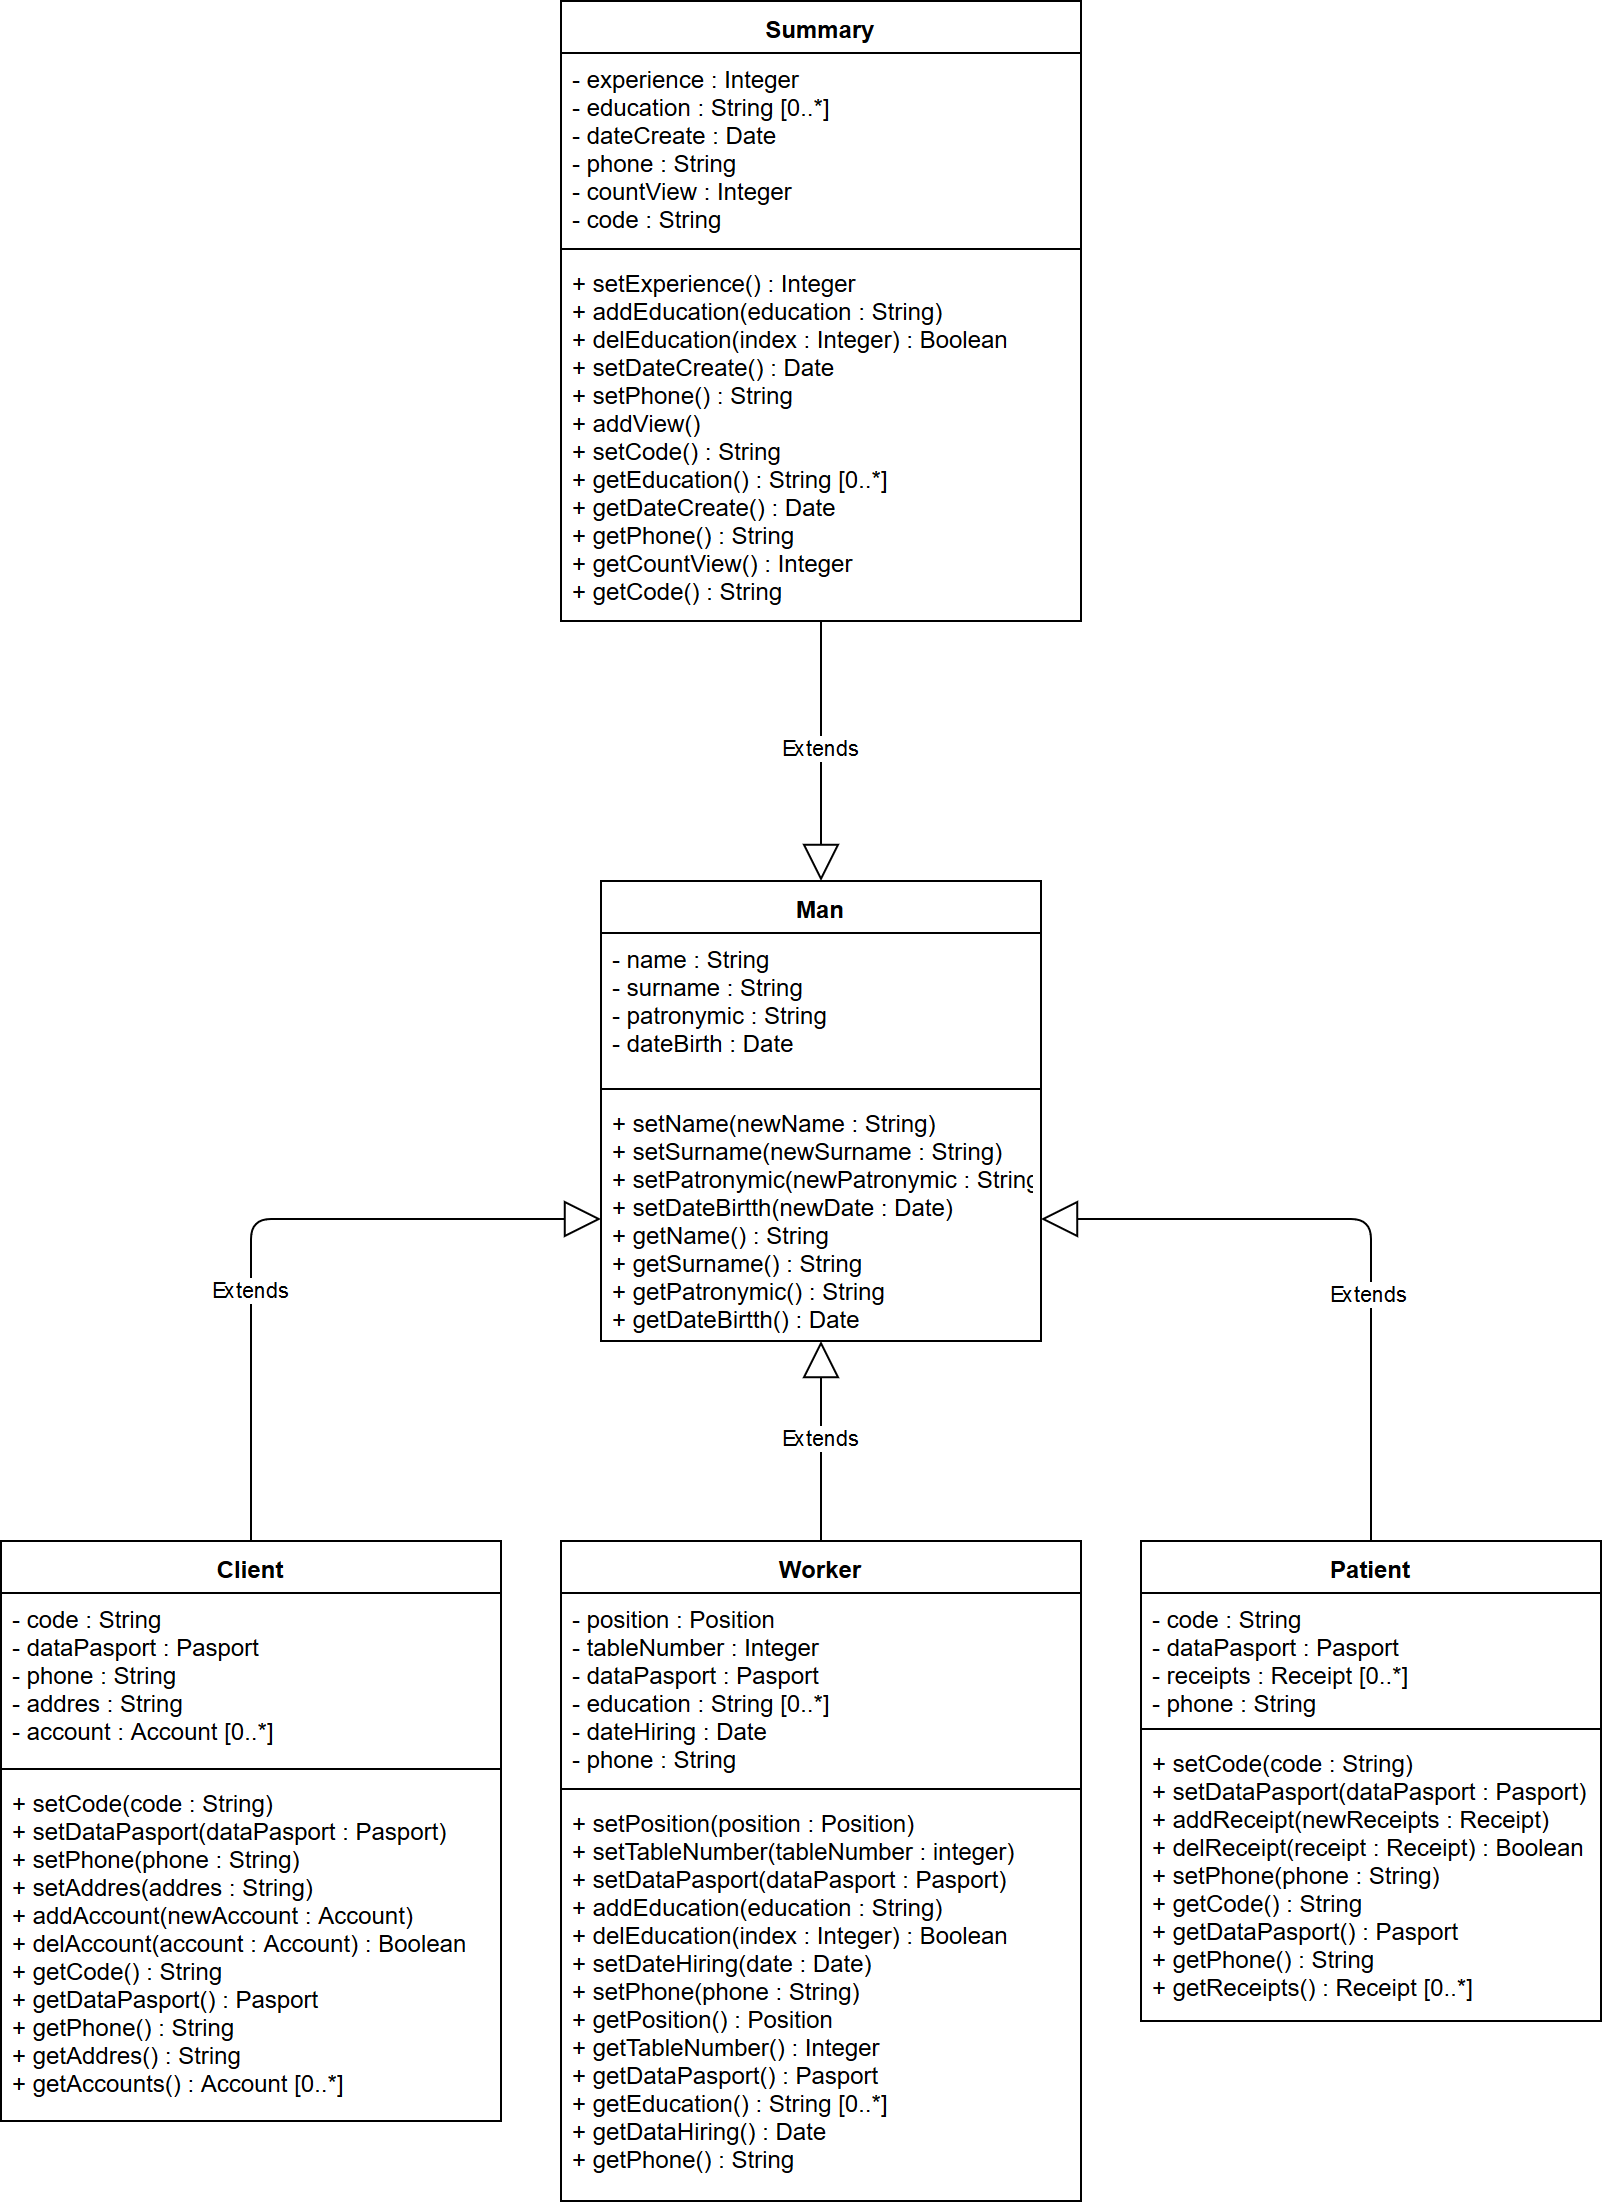 Summary
- experience : Integer
- education : String [0..*]
- dateCreate : Date
- phone : String
- countView : Integer
- code : String
+ setExperience() : Integer
+ addEducation(education : String)
+ delEducation(index : Integer) : Boolean
+ setDateCreate() : Date
+ setPhone() : String
+ addView()
+ setCode() : String
+ getEducation() : String [0..*]
+ getDateCreate() : Date
+ getPhone() : String
+ getCountView() : Integer
+ getCode() : String
Extends
Man
- name : String
- surname : String
- patronymic : String
- dateBirth : Date
+ setName(newName : String)
+ setSurname(newSurname : String)
+ setPatronymic(newPatronymic : String
+ setDateBirtth(newDate : Date)
+ getName() : String
+ getSurname() : String
+ getPatronymic() : String
+ getDateBirtth() : Date
Extends
Extends
Extends
Client
- code : String
- dataPasport : Pasport
- phone : String
- addres : String
- account : Account [0..*]
+ setCode(code : String)
+ setDataPasport(dataPasport : Pasport)
+ setPhone(phone : String)
+ setAddres(addres : String)
+ addAccount(newAccount : Account)
+ delAccount(account : Account) : Boolean
+ getCode() : String
+ getDataPasport() : Pasport
+ getPhone() : String
+ getAddres() : String
+ getAccounts() : Account [0..*]
Worker
- position : Position
- tableNumber : Integer
- dataPasport : Pasport
- education : String [0..*]
- dateHiring : Date
- phone : String
+ setPosition(position : Position)
+ setTableNumber(tableNumber : integer)
+ setDataPasport(dataPasport : Pasport)
+ addEducation(education : String)
+ delEducation(index : Integer) : Boolean
+ setDateHiring(date : Date)
+ setPhone(phone : String)
+ getPosition() : Position
+ getTableNumber() : Integer
+ getDataPasport() : Pasport
+ getEducation() : String [0..*]
+ getDataHiring() : Date
+ getPhone() : String
Patient
- code : String
- dataPasport : Pasport
- receipts : Receipt [0..*]
- phone : String
+ setCode(code : String)
+ setDataPasport(dataPasport : Pasport)
+ addReceipt(newReceipts : Receipt)
+ delReceipt(receipt : Receipt) : Boolean
+ setPhone(phone : String)
+ getCode() : String
+ getDataPasport() : Pasport
+ getPhone() : String
+ getReceipts() : Receipt [0..*]